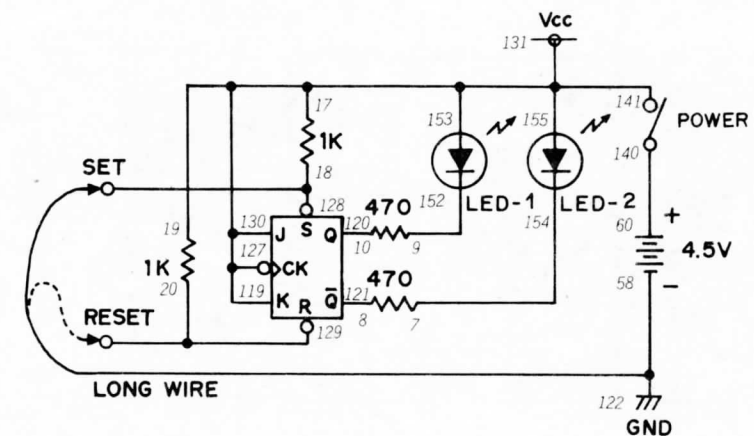 Vcc
131
17
1K
18
153
155
141
POWER
140
SET
128
152
LED-1
154
LED-2
60
+
4.5V
58
−
19
1K
20
130
J
S
Q
120
470
10
9
127
CK
119
K
R
Q̅
121
470
8
7
129
RESET
LONG WIRE
122
GND